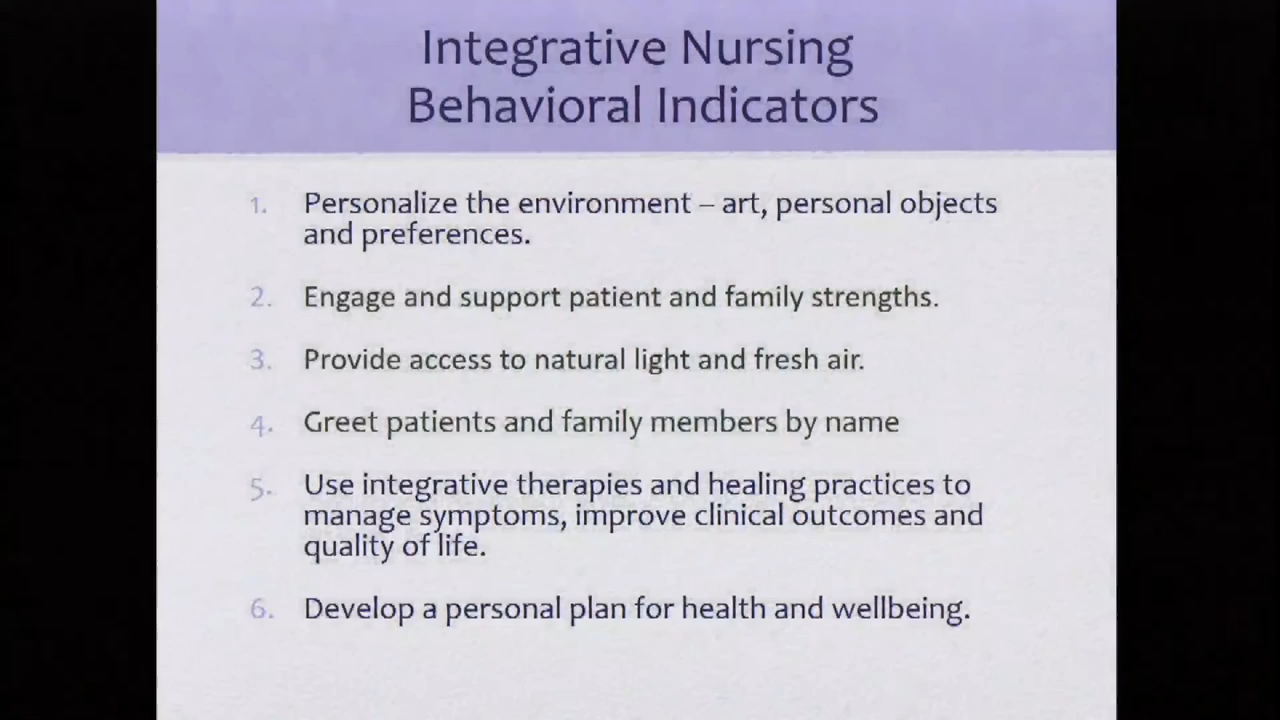 Integrative Nursing
Behavioral Indicators
1. Personalize the environment – art, personal objects
and preferences.
2. Engage and support patient and family strengths.
3. Provide access to natural light and fresh air.
4. Greet patients and family members by name
5. Use integrative therapies and healing practices to
manage symptoms, improve clinical outcomes and
quality of life.
6. Develop a personal plan for health and wellbeing.